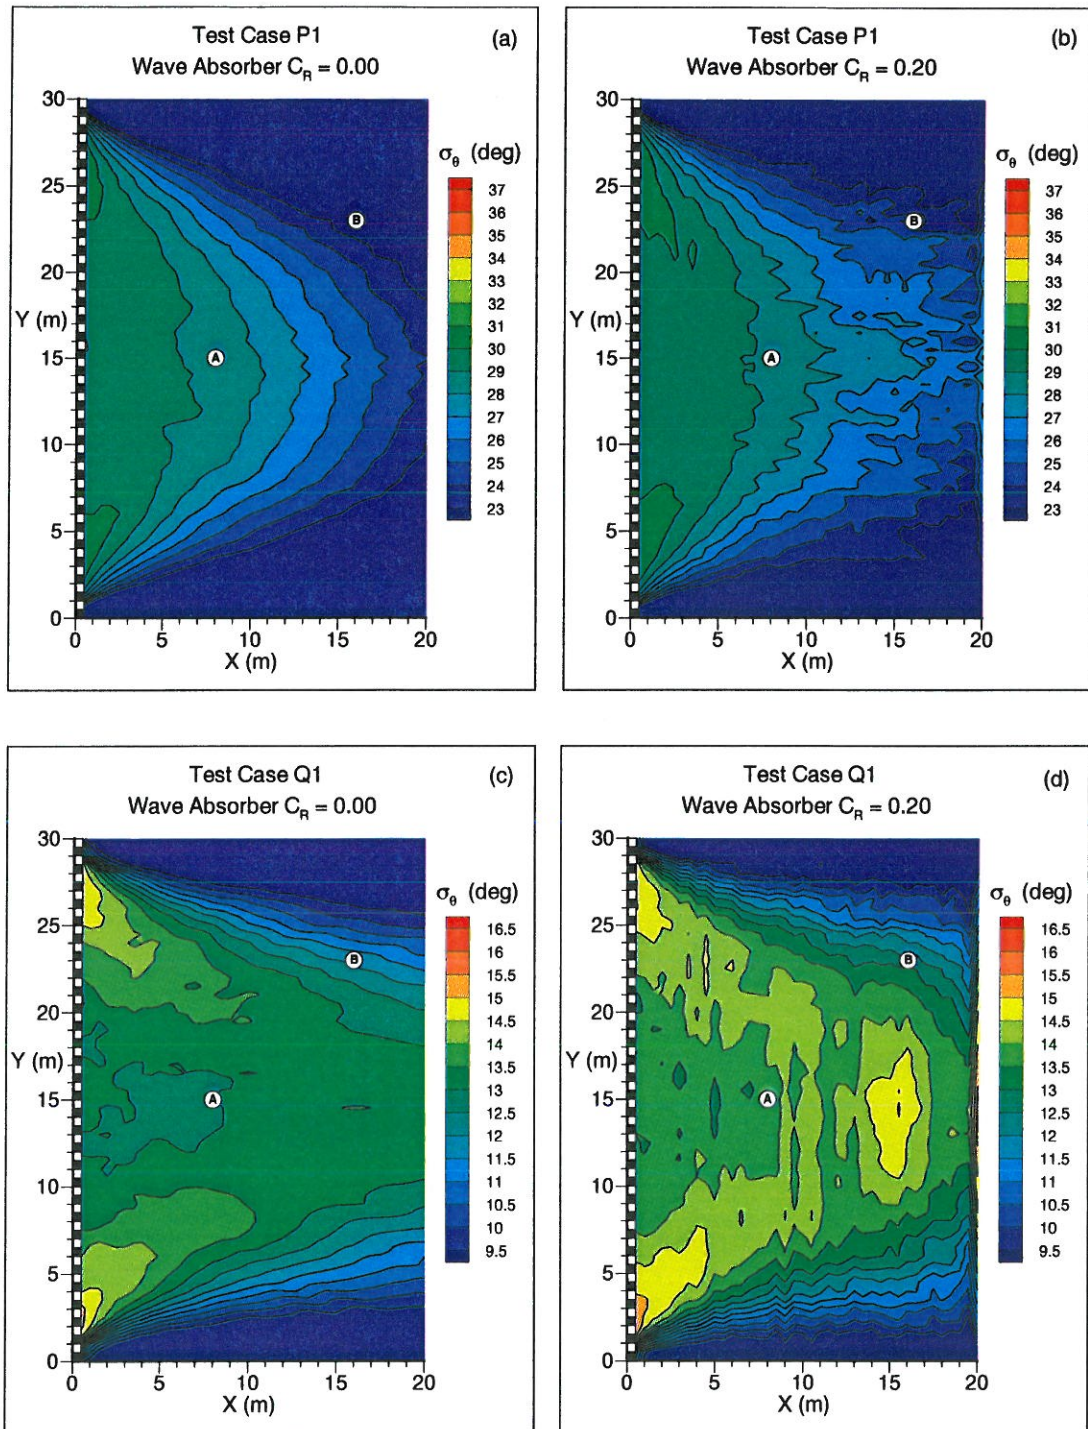 Test Case P1
(a)
Wave Absorber C_R = 0.00
30
25
20
Y (m)
15
10
5
0
0 5 10 15 20
X (m)
A
B
σ_θ (deg)
37
36
35
34
33
32
31
30
29
28
27
26
25
24
23
Test Case P1
(b)
Wave Absorber C_R = 0.20
30
25
20
Y (m)
15
10
5
0
0 5 10 15 20
X (m)
A
B
σ_θ (deg)
37
36
35
34
33
32
31
30
29
28
27
26
25
24
23
Test Case Q1
(c)
Wave Absorber C_R = 0.00
30
25
20
Y (m)
15
10
5
0
0 5 10 15 20
X (m)
A
B
σ_θ (deg)
16.5
16
15.5
15
14.5
14
13.5
13
12.5
12
11.5
11
10.5
10
9.5
Test Case Q1
(d)
Wave Absorber C_R = 0.20
30
25
20
Y (m)
15
10
5
0
0 5 10 15 20
X (m)
A
B
σ_θ (deg)
16.5
16
15.5
15
14.5
14
13.5
13
12.5
12
11.5
11
10.5
10
9.5